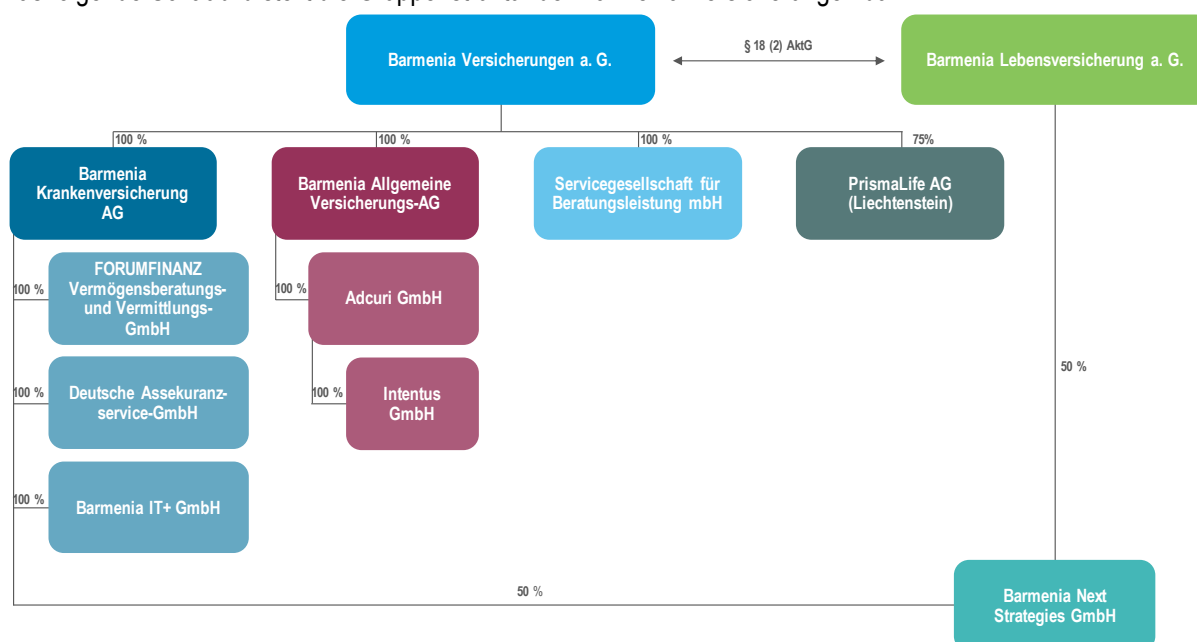 Barmenia Versicherungen a. G.
§ 18 (2) AktG
Barmenia Lebensversicherung a. G.
100 %
100 %
100 %
75%
Barmenia
Krankenversicherung
AG
Barmenia Allgemeine
Versicherungs-AG
Servicegesellschaft für
Beratungsleistung mbH
PrismaLife AG
(Liechtenstein)
100 %
FORUMFINANZ
Vermögensberatungs-
und Vermittlungs-
GmbH
100 %
Adcuri GmbH
50 %
100 %
Deutsche Assekuranz-
service-GmbH
100 %
Intentus
GmbH
100 %
Barmenia IT+ GmbH
50 %
Barmenia Next
Strategies GmbH